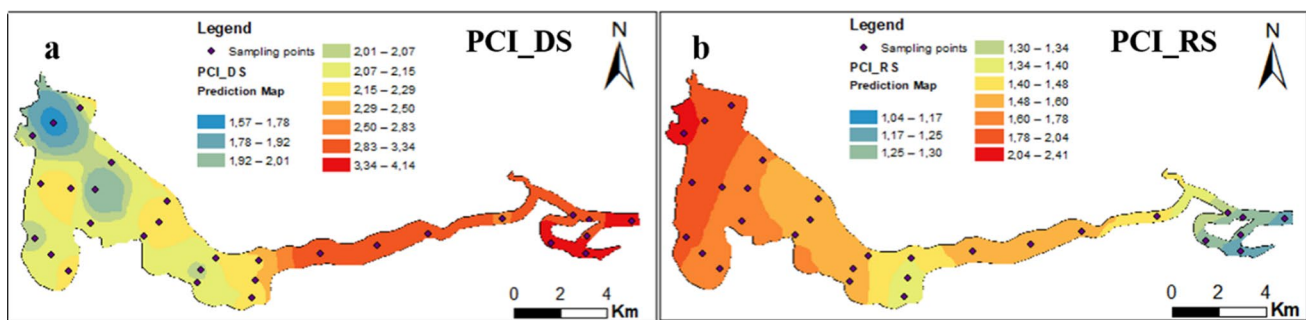 a
Legend
Sampling points
PCI_DS
Prediction Map
1,57 – 1,78
1,78 – 1,92
1,92 – 2,01
2,01 – 2,07
2,07 – 2,15
2,15 – 2,29
2,29 – 2,50
2,50 – 2,83
2,83 – 3,34
3,34 – 4,14
PCI_DS
N
0 2 4
Km
b
Legend
Sampling points
PCI_RS
Prediction Map
1,04 – 1,17
1,17 – 1,25
1,25 – 1,30
1,30 – 1,34
1,34 – 1,40
1,40 – 1,48
1,48 – 1,60
1,60 – 1,78
1,78 – 2,04
2,04 – 2,41
PCI_RS
N
0 2 4
Km